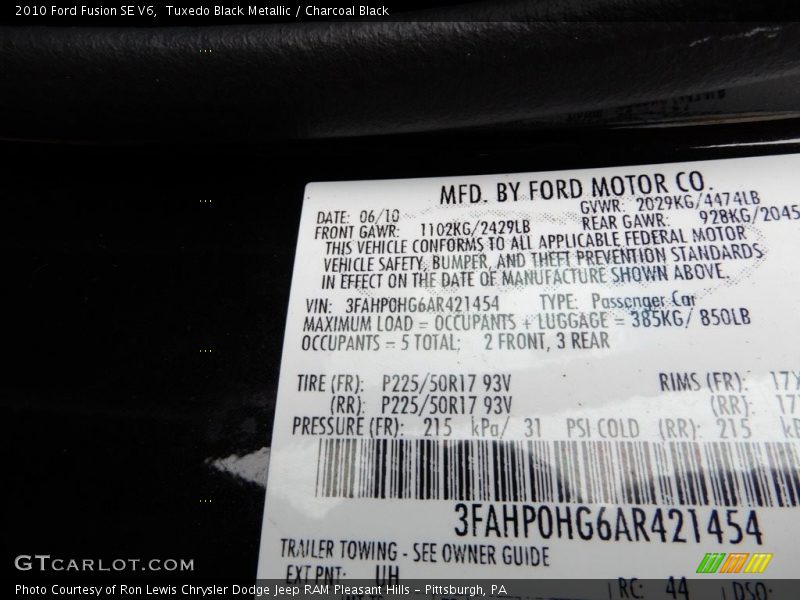 2010 Ford Fusion SE V6,  Tuxedo Black Metallic / Charcoal Black
MFD. BY FORD MOTOR CO.
DATE: 06/10 GVWR: 2029KG/4474LB
FRONT GAWR: 1102KG/2429LB REAR GAWR: 928KG/2045
THIS VEHICLE CONFORMS TO ALL APPLICABLE FEDERAL MOTOR
VEHICLE SAFETY, BUMPER, AND THEFT PREVENTION STANDARDS
IN EFFECT ON THE DATE OF MANUFACTURE SHOWN ABOVE.
VIN: 3FAHP0HG6AR421454 TYPE: Passenger Car
MAXIMUM LOAD = OCCUPANTS + LUGGAGE = 385KG/ 850LB
OCCUPANTS = 5 TOTAL; 2 FRONT, 3 REAR
TIRE (FR): P225/50R17 93V RIMS (FR): 17X
(RR): P225/50R17 93V (RR): 17
PRESSURE (FR): 215 kPa/ 31 PSI COLD (RR): 215 kP
3FAHP0HG6AR421454
TRAILER TOWING - SEE OWNER GUIDE
EXT PNT: UH RC: 44 DSO:
GTCARLOT.COM
Photo Courtesy of Ron Lewis Chrysler Dodge Jeep RAM Pleasant Hills – Pittsburgh, PA